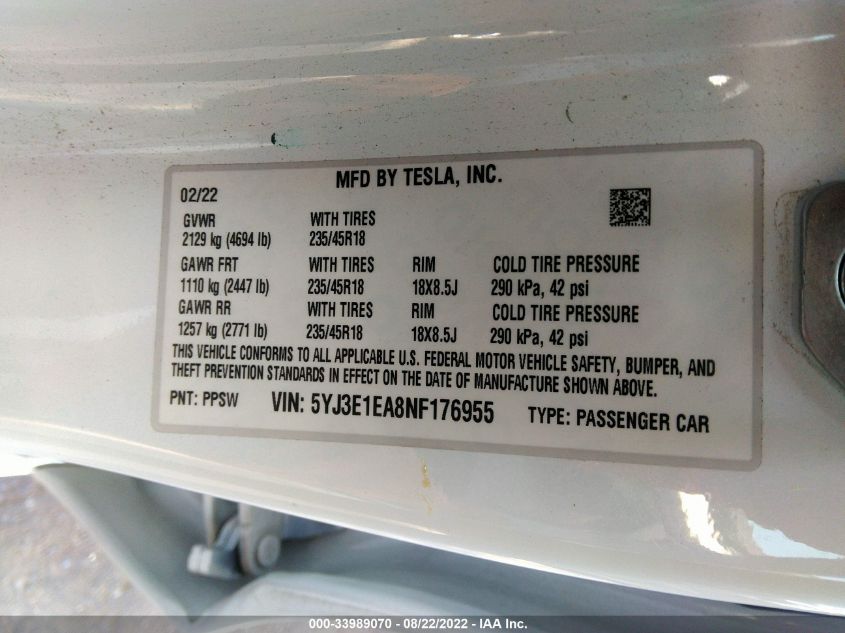 MFD BY TESLA, INC.
02/22
GVWR WITH TIRES
2129 kg (4694 lb) 235/45R18
GAWR FRT WITH TIRES RIM COLD TIRE PRESSURE
1110 kg (2447 lb) 235/45R18 18X8.5J 290 kPa, 42 psi
GAWR RR WITH TIRES RIM COLD TIRE PRESSURE
1257 kg (2771 lb) 235/45R18 18X8.5J 290 kPa, 42 psi
THIS VEHICLE CONFORMS TO ALL APPLICABLE U.S. FEDERAL MOTOR VEHICLE SAFETY, BUMPER, AND
THEFT PREVENTION STANDARDS IN EFFECT ON THE DATE OF MANUFACTURE SHOWN ABOVE.
PNT: PPSW VIN: 5YJ3E1EA8NF176955 TYPE: PASSENGER CAR
000-33989070 - 08/22/2022 - IAA Inc.